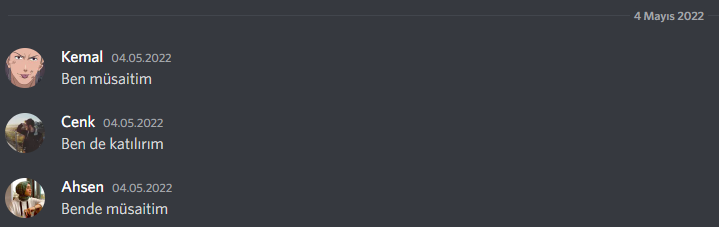 4 Mayıs 2022
Kemal 04.05.2022
Ben müsaitim
Cenk 04.05.2022
Ben de katılırım
Ahsen 04.05.2022
Bende müsaitim